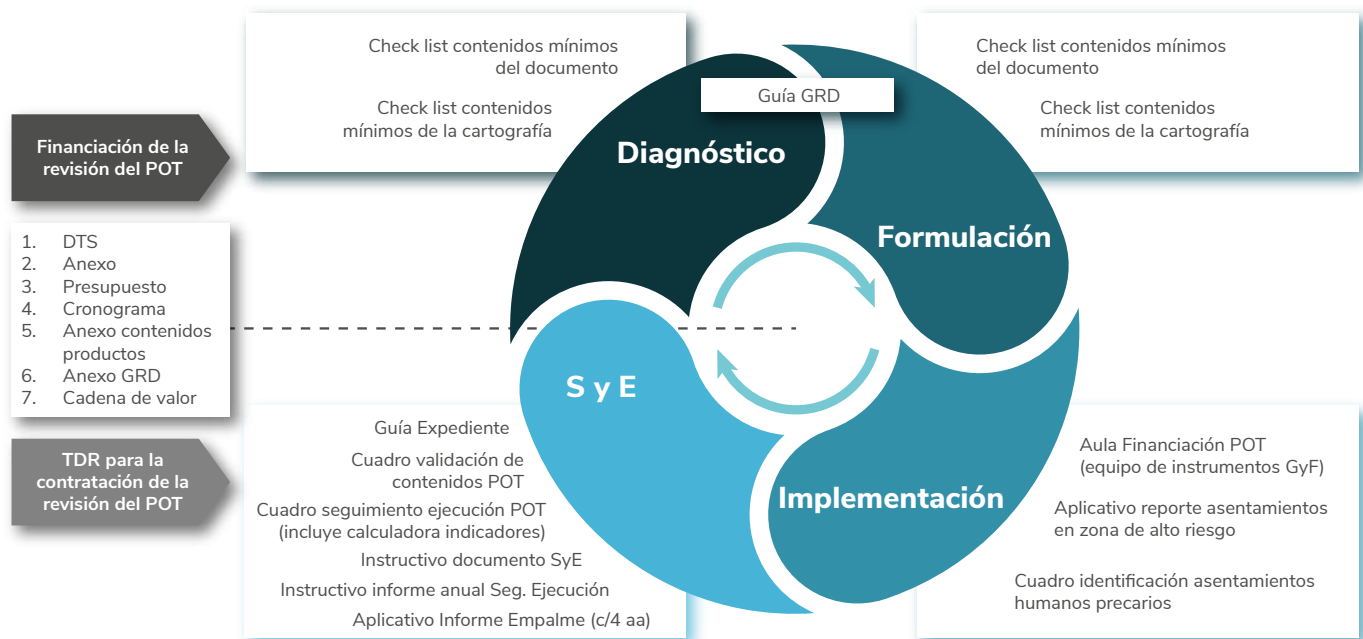 Financiación de la
revisión del POT
1. DTS
2. Anexo
3. Presupuesto
4. Cronograma
5. Anexo contenidos
productos
6. Anexo GRD
7. Cadena de valor
TDR para la
contratación de la
revisión del POT
Check list contenidos mínimos
del documento
Check list contenidos
mínimos de la cartografía
Diagnóstico
Guía GRD
Check list contenidos mínimos
del documento
Check list contenidos
mínimos de la cartografía
Formulación
S y E
Guía Expediente
Cuadro validación de
contenidos POT
Cuadro seguimiento ejecución POT
(incluye calculadora indicadores)
Instructivo documento SyE
Instructivo informe anual Seg. Ejecución
Aplicativo Informe Empalme (c/4 aa)
Implementación
Aula Financiación POT
(equipo de instrumentos GyF)
Aplicativo reporte asentamientos
en zona de alto riesgo
Cuadro identificación asentamientos
humanos precarios